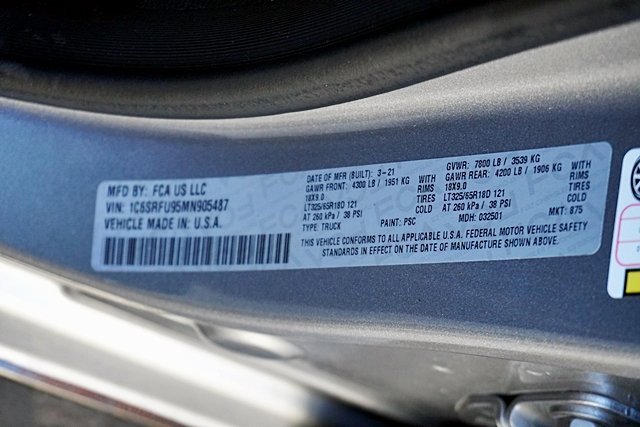 MFD BY: FCA US LLC
VIN: 1C6SRFU95MN905487
VEHICLE MADE IN U.S.A.
DATE OF MFR (BUILT): 3-21
GAWR FRONT: 4300 LB / 1951 KG WITH
18X9.0 RIMS
LT325/65R18D 121 TIRES
AT 260 kPa / 38 PSI COLD
TYPE: TRUCK PAINT: PSC
GVWR: 7800 LB / 3539 KG
GAWR REAR: 4200 LB / 1906 KG WITH
18X9.0 RIMS
LT325/65R18D 121 TIRES
AT 260 kPa / 38 PSI COLD
MDH: 032501 MKT: 875
THIS VEHICLE CONFORMS TO ALL APPLICABLE U.S.A. FEDERAL MOTOR VEHICLE SAFETY
STANDARDS IN EFFECT ON THE DATE OF MANUFACTURE SHOWN ABOVE.